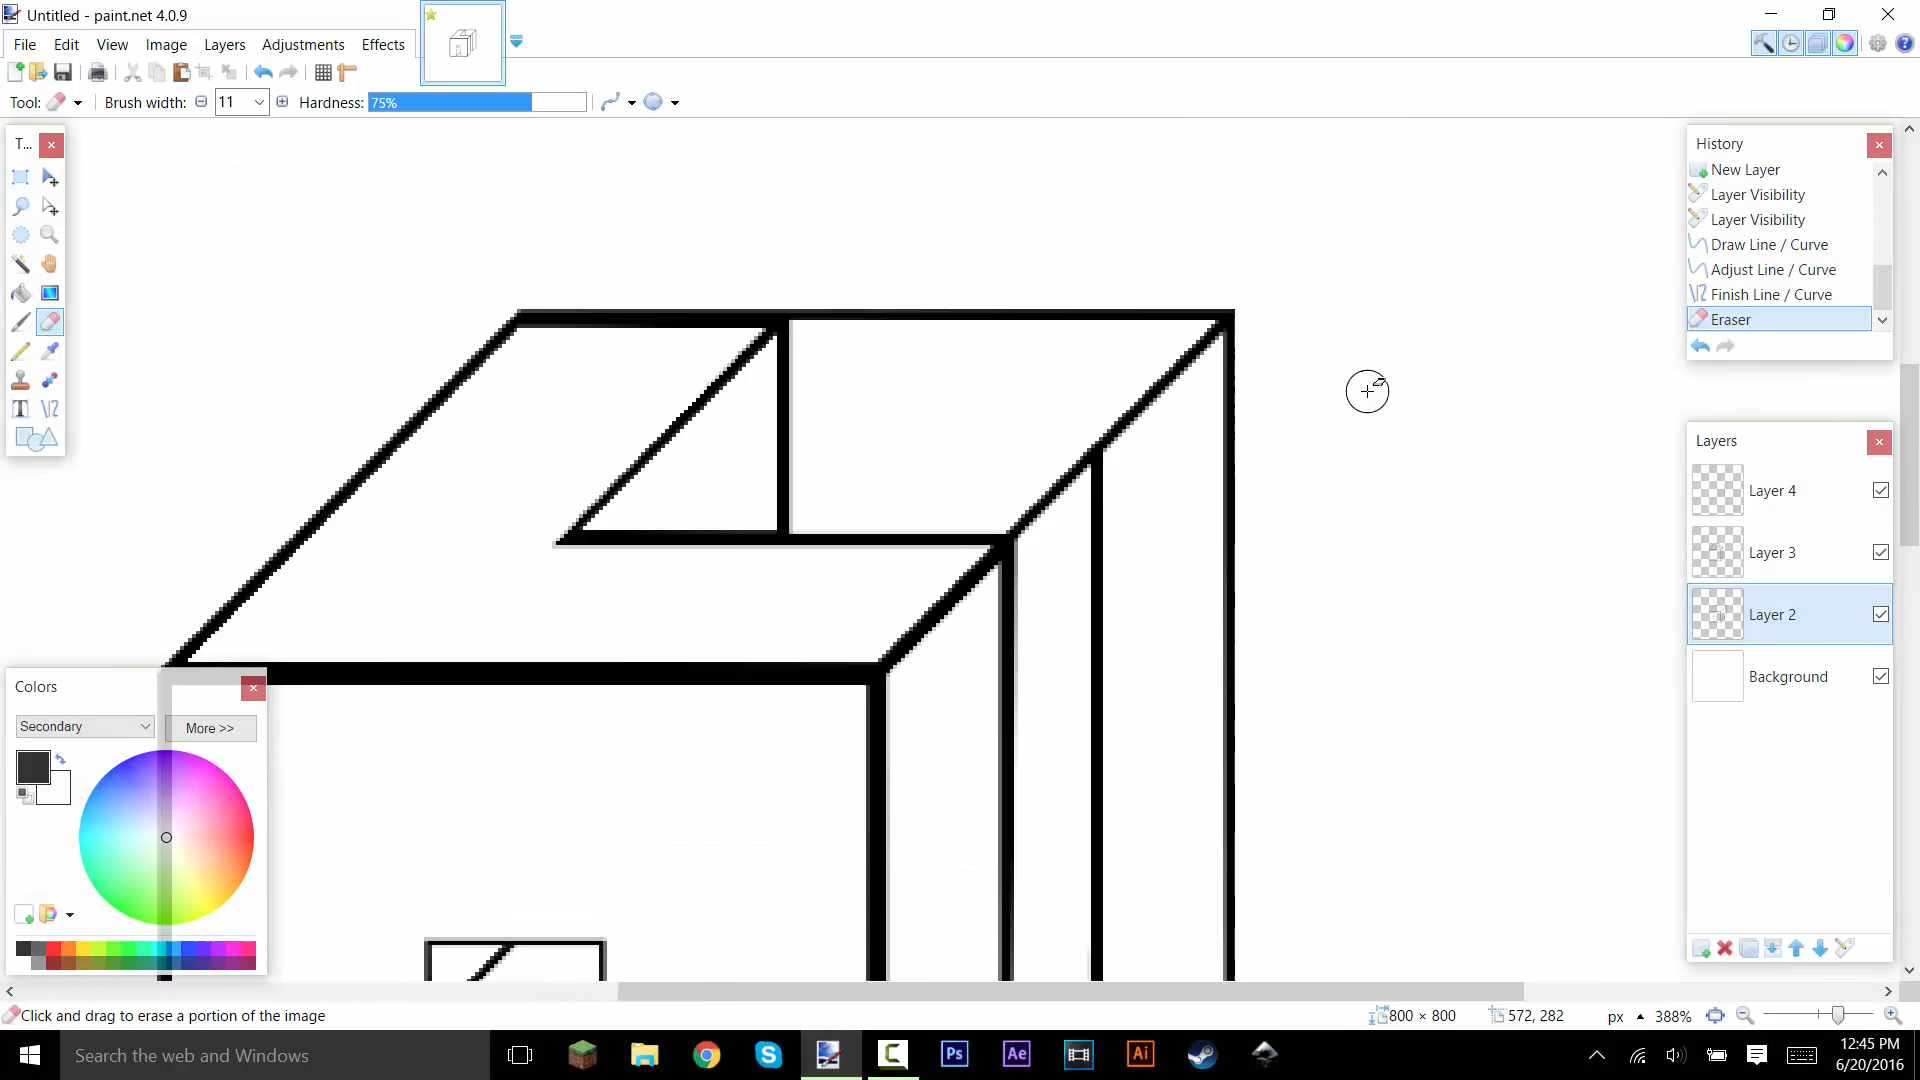 Untitled - paint.net 4.0.9
File Edit View Image Layers Adjustments Effects
Tool: Brush width: 11 Hardness: 75%
T...
History
New Layer
Layer Visibility
Layer Visibility
Draw Line / Curve
Adjust Line / Curve
Finish Line / Curve
Eraser
Layers
Layer 4
Layer 3
Layer 2
Background
Colors
Secondary
More >>
Click and drag to erase a portion of the image
800 × 800
572, 282
px
388%
Search the web and Windows
Ps
Ae
Ai
12:45 PM
6/20/2016